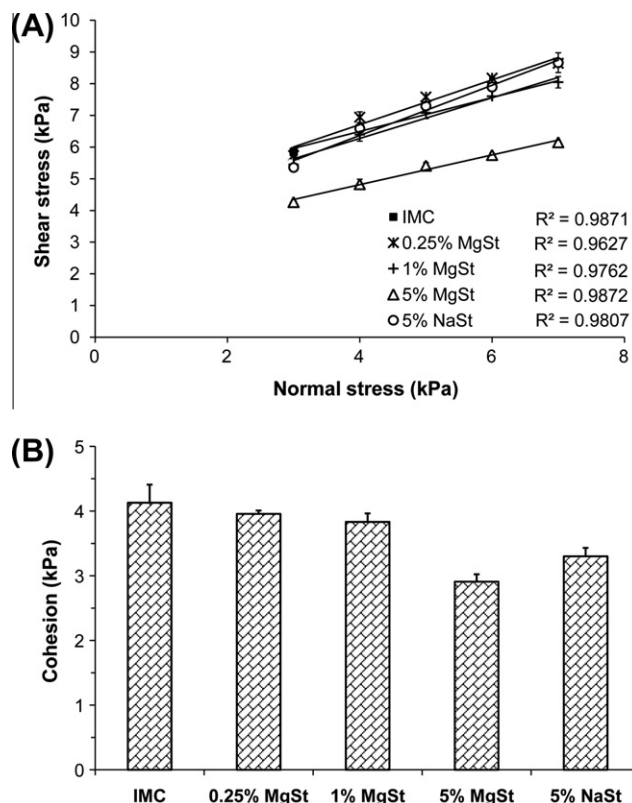 (A)
10
9
8
7
6
5
4
3
2
1
0
Shear stress (kPa)
IMC R² = 0.9871
0.25% MgSt R² = 0.9627
1% MgSt R² = 0.9762
5% MgSt R² = 0.9872
5% NaSt R² = 0.9807
0 2 4 6 8
Normal stress (kPa)
(B)
5
4
3
2
1
0
Cohesion (kPa)
IMC 0.25% MgSt 1% MgSt 5% MgSt 5% NaSt